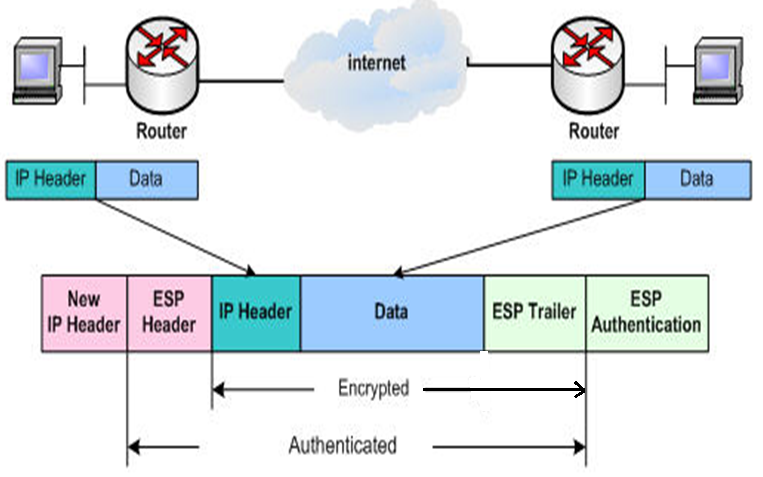 internet
Router
Router
IP Header
Data
IP Header
Data
New
IP Header
ESP
Header
IP Header
Data
ESP Trailer
ESP
Authentication
Encrypted
Authenticated